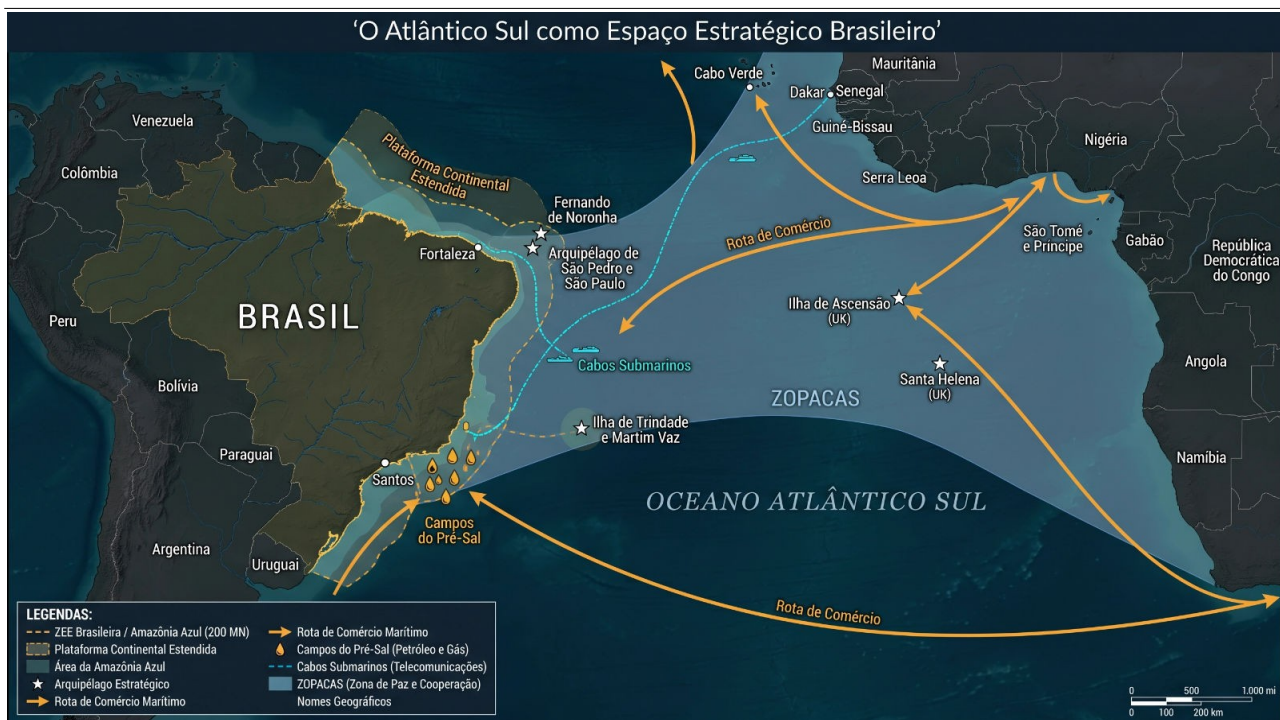 'O Atlântico Sul como Espaço Estratégico Brasileiro'
Mauritânia
Cabo Verde
Dakar
Senegal
Venezuela
Guiné-Bissau
Nigéria
Plataforma Continental
Estendida
Colômbia
Serra Leoa
Fernando
de Noronha
Rota de Comércio
São Tomé
e Príncipe
Gabão
República
Democrática
do Congo
Fortaleza
Arquipélago de
São Pedro e
São Paulo
BRASIL
Ilha de Ascensão
(UK)
Peru
Cabos Submarinos
Angola
Santa Helena
(UK)
Bolívia
ZOPACAS
Ilha de Trindade
e Martim Vaz
Paraguai
Namíbia
Santos
OCEANO ATLÂNTICO SUL
Campos
do Pré-Sal
Argentina
Uruguai
Rota de Comércio
LEGENDAS:
ZEE Brasileira / Amazônia Azul (200 MN)
Plataforma Continental Estendida
Área da Amazônia Azul
Arquipélago Estratégico
Rota de Comércio Marítimo
Rota de Comércio Marítimo
Campos do Pré-Sal (Petróleo e Gás)
Cabos Submarinos (Telecomunicações)
ZOPACAS (Zona de Paz e Cooperação)
Nomes Geográficos
0 500 1.000 mi
0 100 200 km